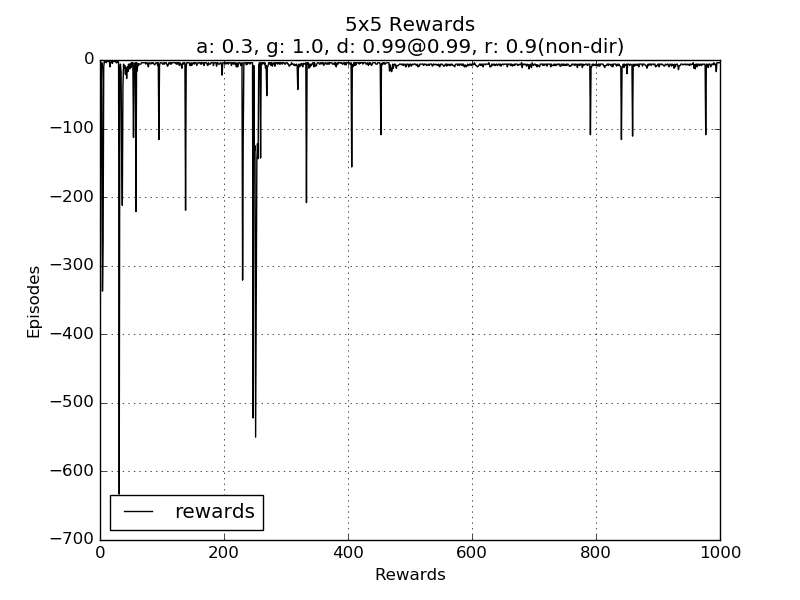 5x5 Rewards
a: 0.3, g: 1.0, d: 0.99@0.99, r: 0.9(non-dir)
0
−100
−200
−300
−400
−500
−600
−700
Episodes
rewards
0 200 400 600 800 1000
Rewards